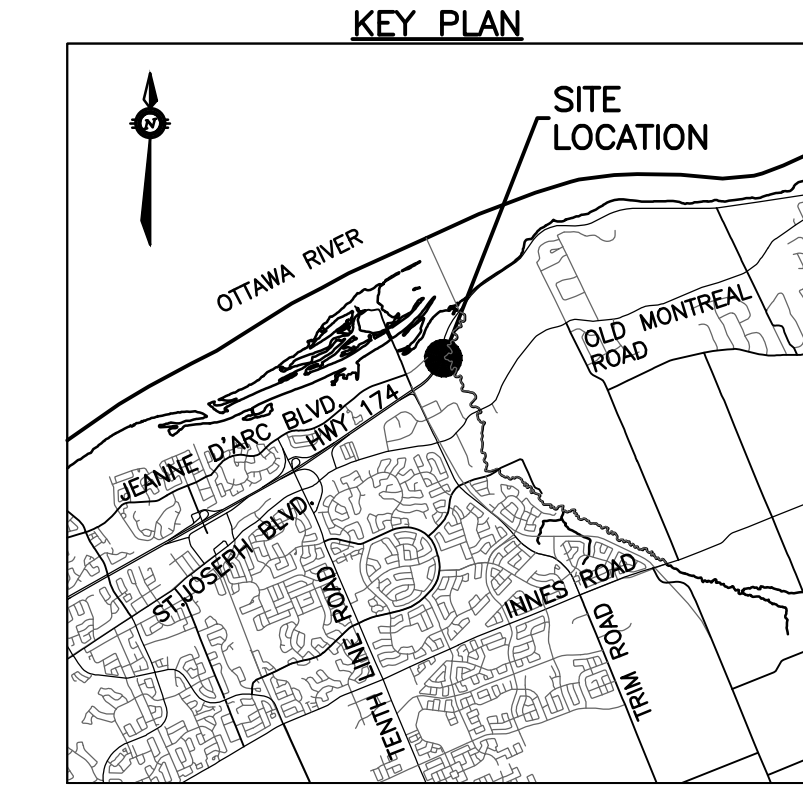 KEY PLAN
N
SITE
LOCATION
OTTAWA RIVER
OLD MONTREAL
ROAD
JEANNE D'ARC BLVD.
HWY 174
ST.JOSEPH BLVD.
INNES ROAD
TENTH LINE ROAD
TRIM ROAD